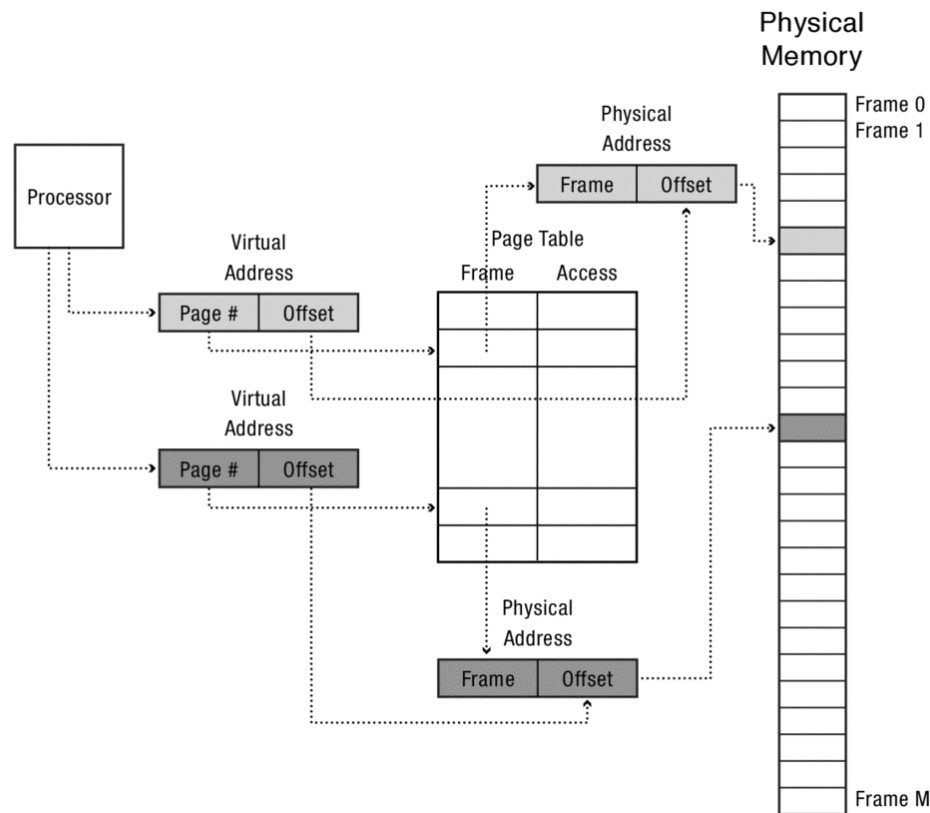 Physical
Memory
Frame 0
Frame 1
Physical
Address
Frame Offset
Processor
Virtual
Address
Page # Offset
Page Table
Frame Access
Virtual
Address
Page # Offset
Physical
Address
Frame Offset
Frame M